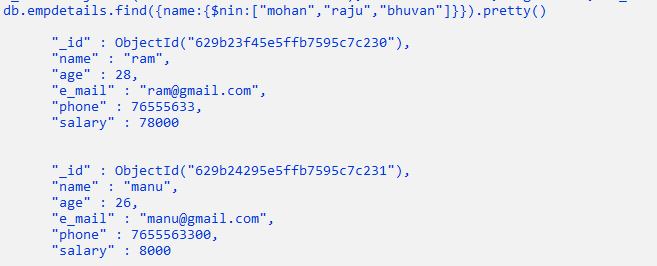 db.empdetails.find({name:{$nin:["mohan","raju","bhuvan"]}}).pretty()
"_id" : ObjectId("629b23f45e5ffb7595c7c230"),
"name" : "ram",
"age" : 28,
"e_mail" : "ram@gmail.com",
"phone" : 76555633,
"salary" : 78000
"_id" : ObjectId("629b24295e5ffb7595c7c231"),
"name" : "manu",
"age" : 26,
"e_mail" : "manu@gmail.com",
"phone" : 7655563300,
"salary" : 8000